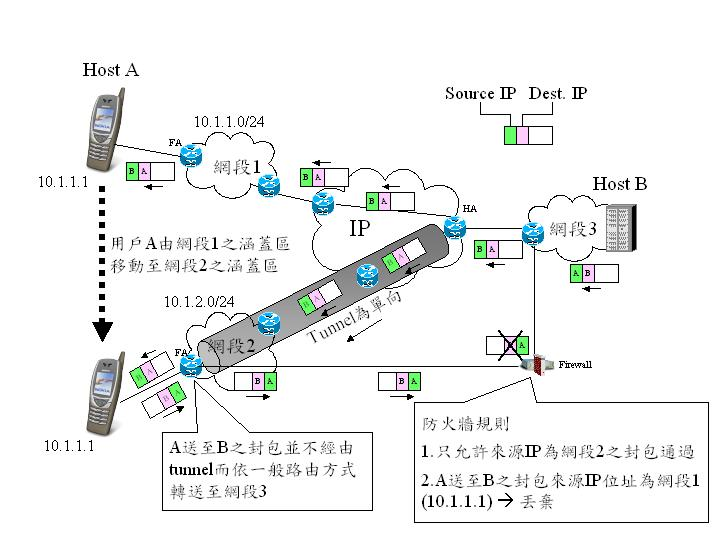 Host A
Source IP Dest. IP
10.1.1.0/24
FA
網段1
B A
B A
B A
10.1.1.1
Host B
HA
IP
網段3
B A
A B
用戶A由網段1之涵蓋區
移動至網段2之涵蓋區
B A
B A
10.1.2.0/24
Tunnel為單向
FA
網段2
B A
B A
B A
B A
B A
Firewall
10.1.1.1
A送至B之封包並不經由
tunnel而依一般路由方式
轉送至網段3
防火牆規則
1.只允許來源IP為網段2之封包通過
2.A送至B之封包來源IP位址為網段1
(10.1.1.1) → 丟棄